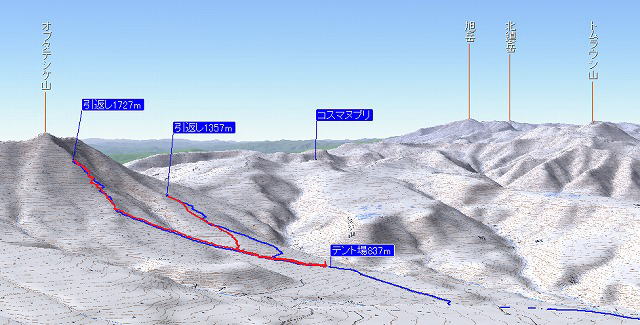 オプタテシケ山
旭岳
北鎮岳
トムラウシ山
引返し1727m
引返し1357m
コスマヌプリ
テント場837m